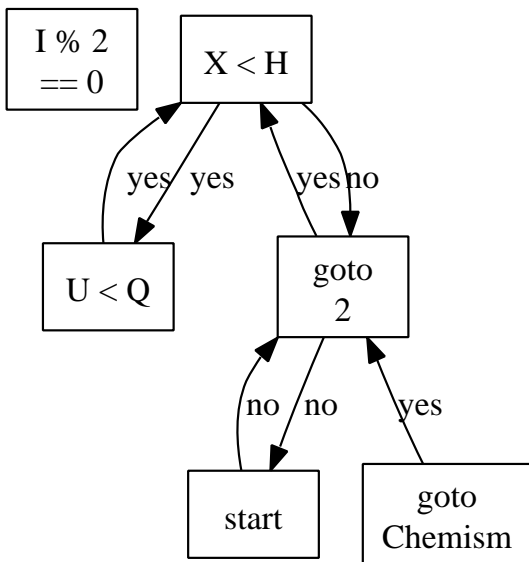 I % 2
== 0
X < H
yes
yes
yes
no
U < Q
goto
2
no
no
yes
start
goto
Chemism